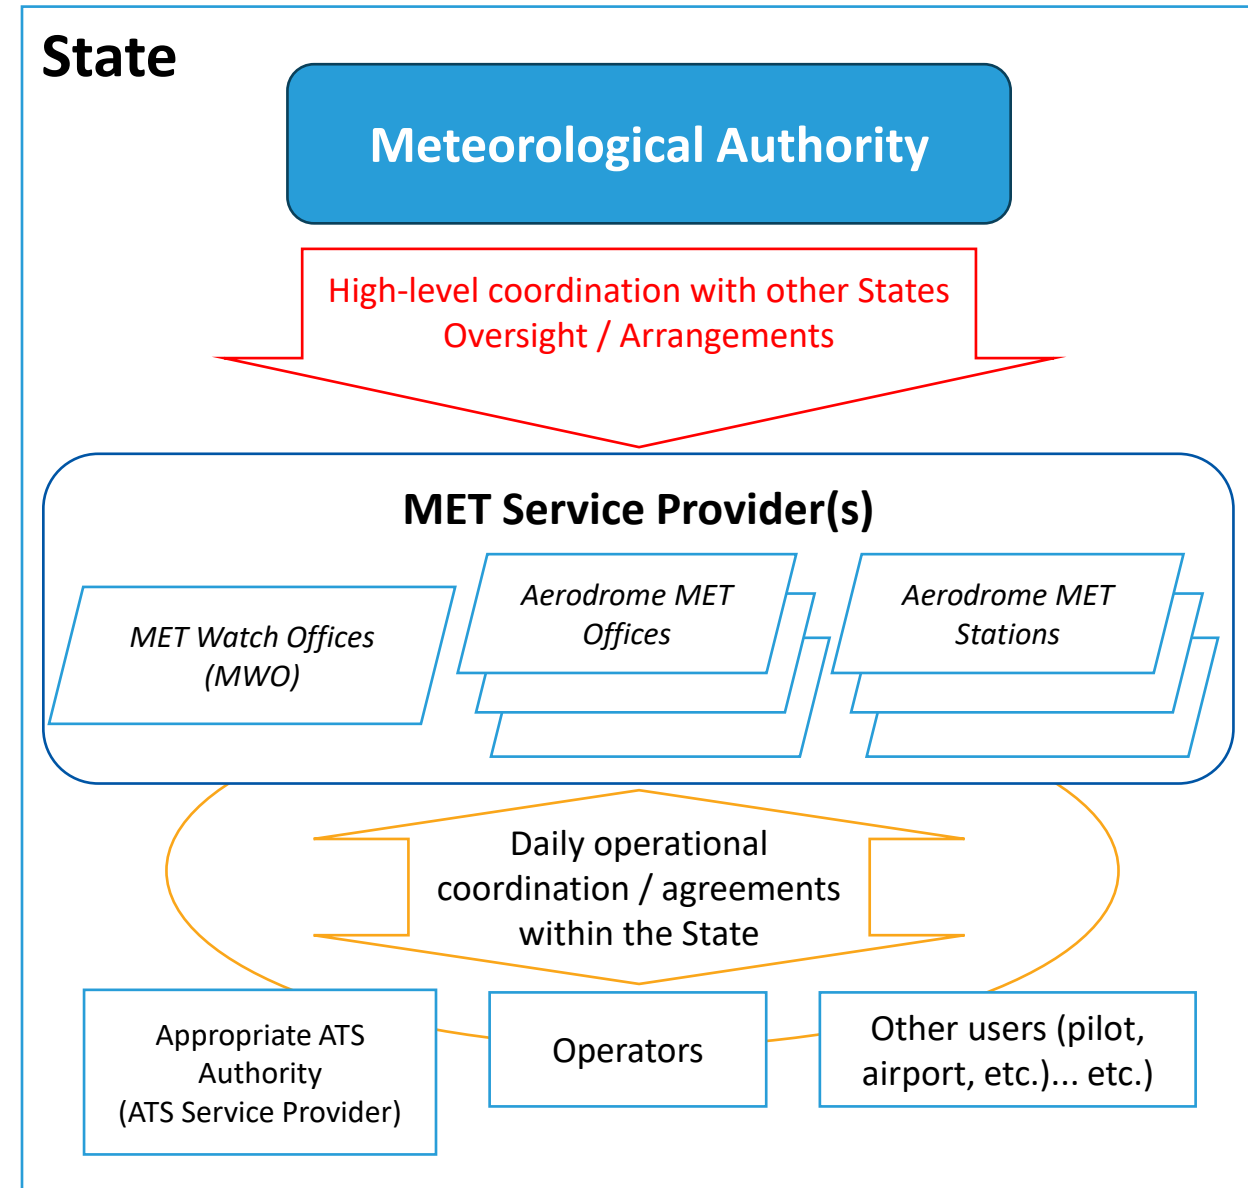 State
Meteorological Authority
High-level coordination with other States
Oversight / Arrangements
MET Service Provider(s)
MET Watch Offices
(MWO)
Aerodrome MET
Offices
Aerodrome MET
Stations
Daily operational
coordination / agreements
within the State
Appropriate ATS
Authority
(ATS Service Provider)
Operators
Other users (pilot,
airport, etc.)... etc.)